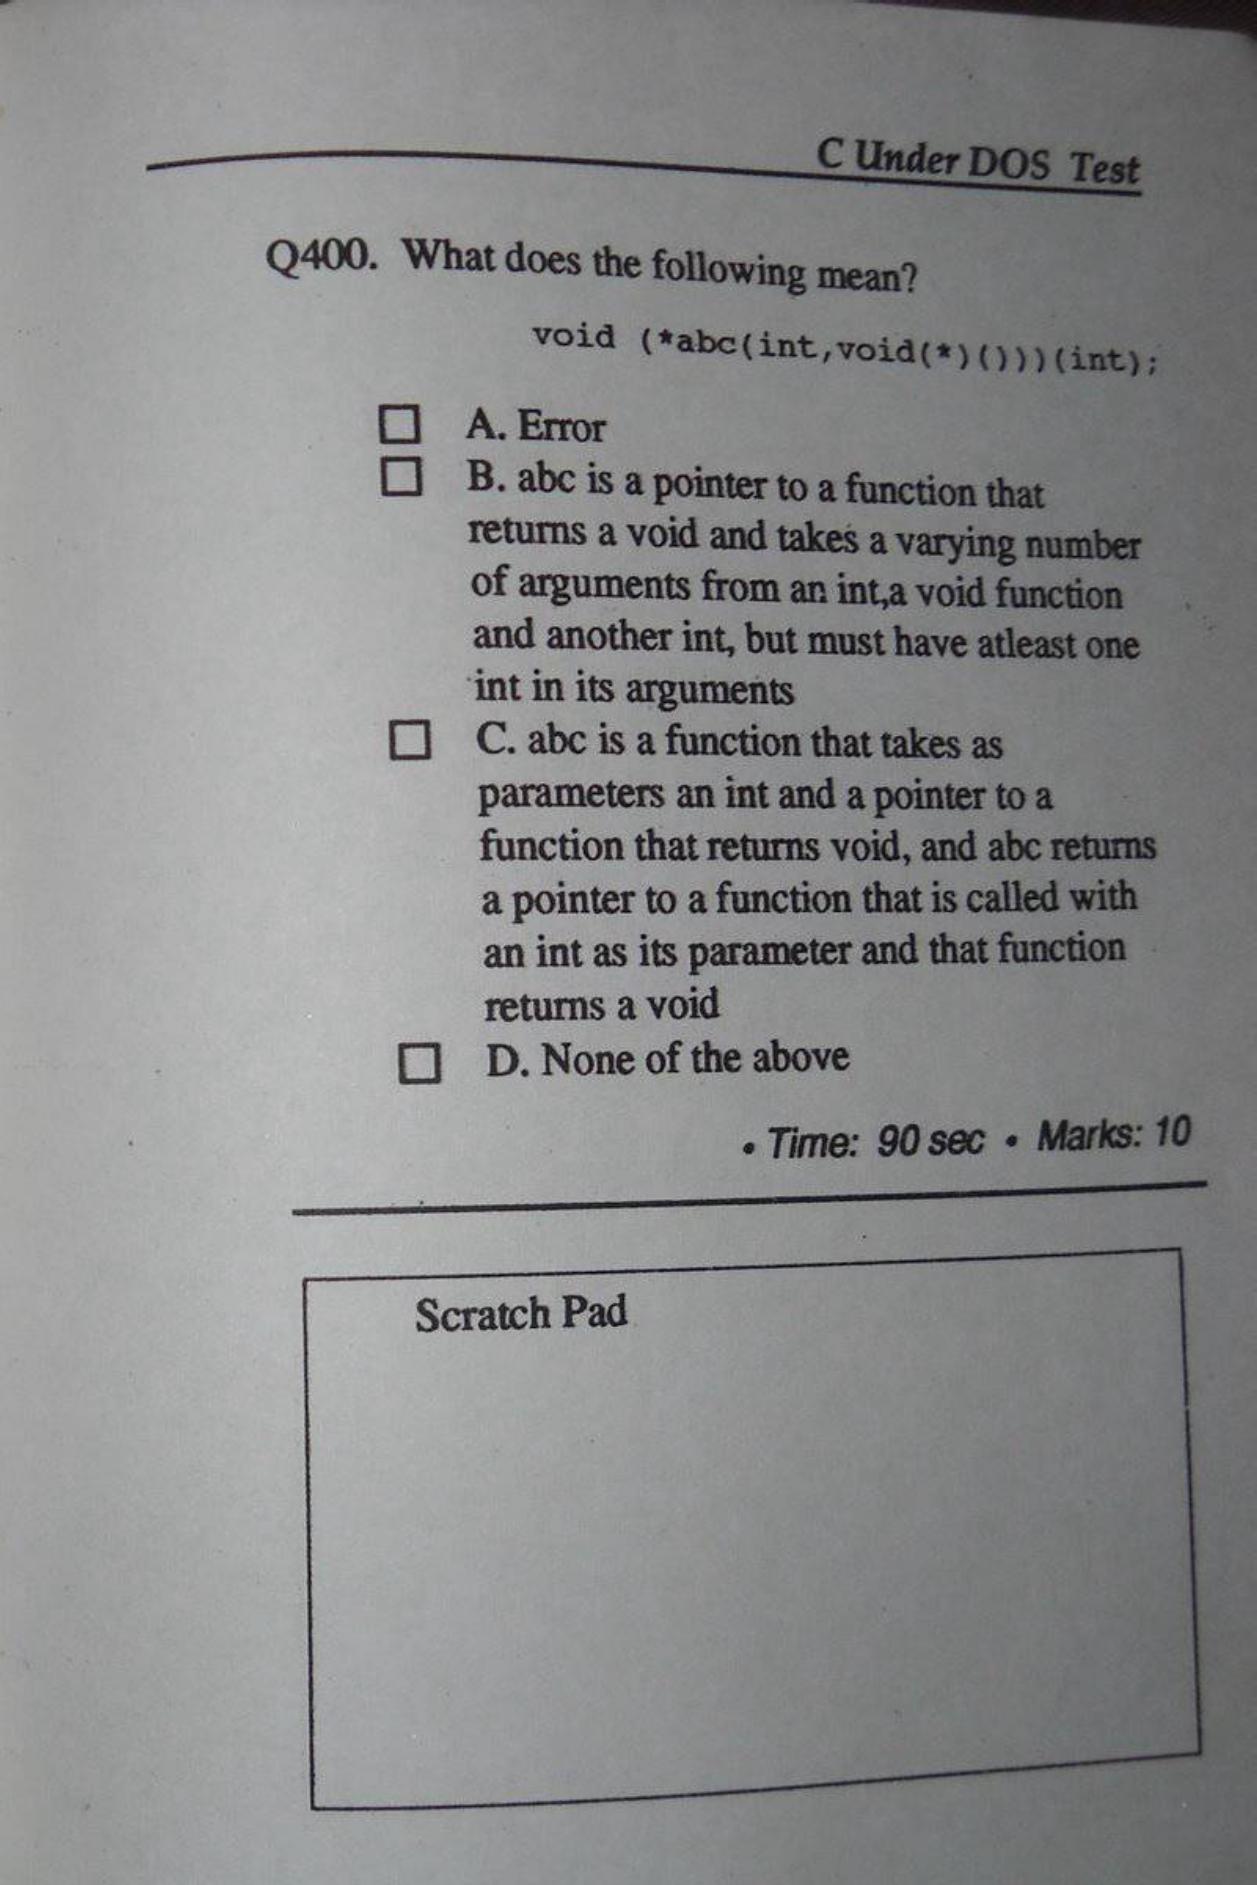 C Under DOS Test
Q400. What does the following mean?
void (*abc(int,void(*)()))(int);
A. Error
B. abc is a pointer to a function that
returns a void and takes a varying number
of arguments from an int,a void function
and another int, but must have atleast one
int in its arguments
C. abc is a function that takes as
parameters an int and a pointer to a
function that returns void, and abc returns
a pointer to a function that is called with
an int as its parameter and that function
returns a void
D. None of the above
• Time: 90 sec • Marks: 10
Scratch Pad